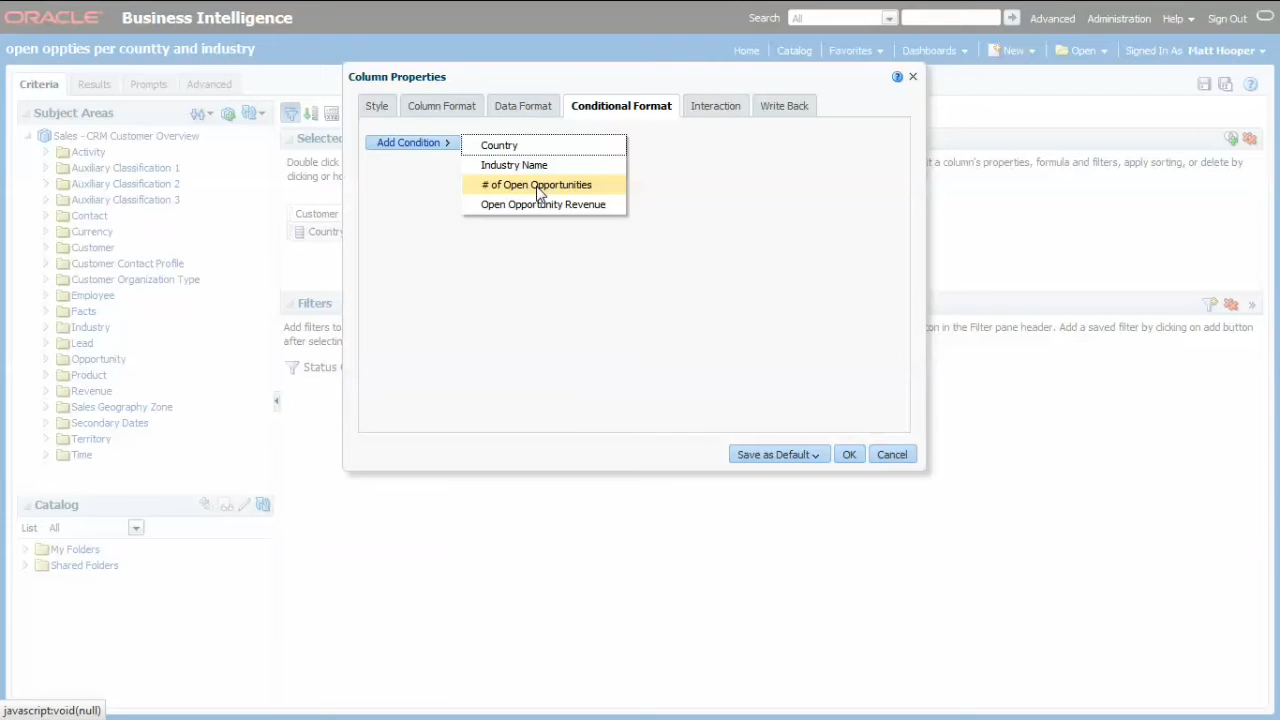 ORACLE Business Intelligence
Search All Advanced Administration Help Sign Out
open oppties per countty and industry
Home Catalog Favorites Dashboards New Open Signed In As Matt Hooper
Criteria Results Prompts Advanced
Subject Areas
Sales - CRM Customer Overview
Activity
Auxiliary Classification 1
Auxiliary Classification 2
Auxiliary Classification 3
Contact
Currency
Customer
Customer Contact Profile
Customer Organization Type
Employee
Facts
Industry
Lead
Opportunity
Product
Revenue
Sales Geography Zone
Secondary Dates
Territory
Time
Catalog
List All
My Folders
Shared Folders
Selected
Double click
clicking or
t a column's properties, formula and filters, apply sorting, or delete by
Customer
Country
Filters
Add filters to
on in the Filter pane header. Add a saved filter by clicking on add button
after selectin
Status
Column Properties
Style Column Format Data Format Conditional Format Interaction Write Back
Add Condition
Country
Industry Name
# of Open Opportunities
Open Opportunity Revenue
Save as Default OK Cancel
javascript:void(null)